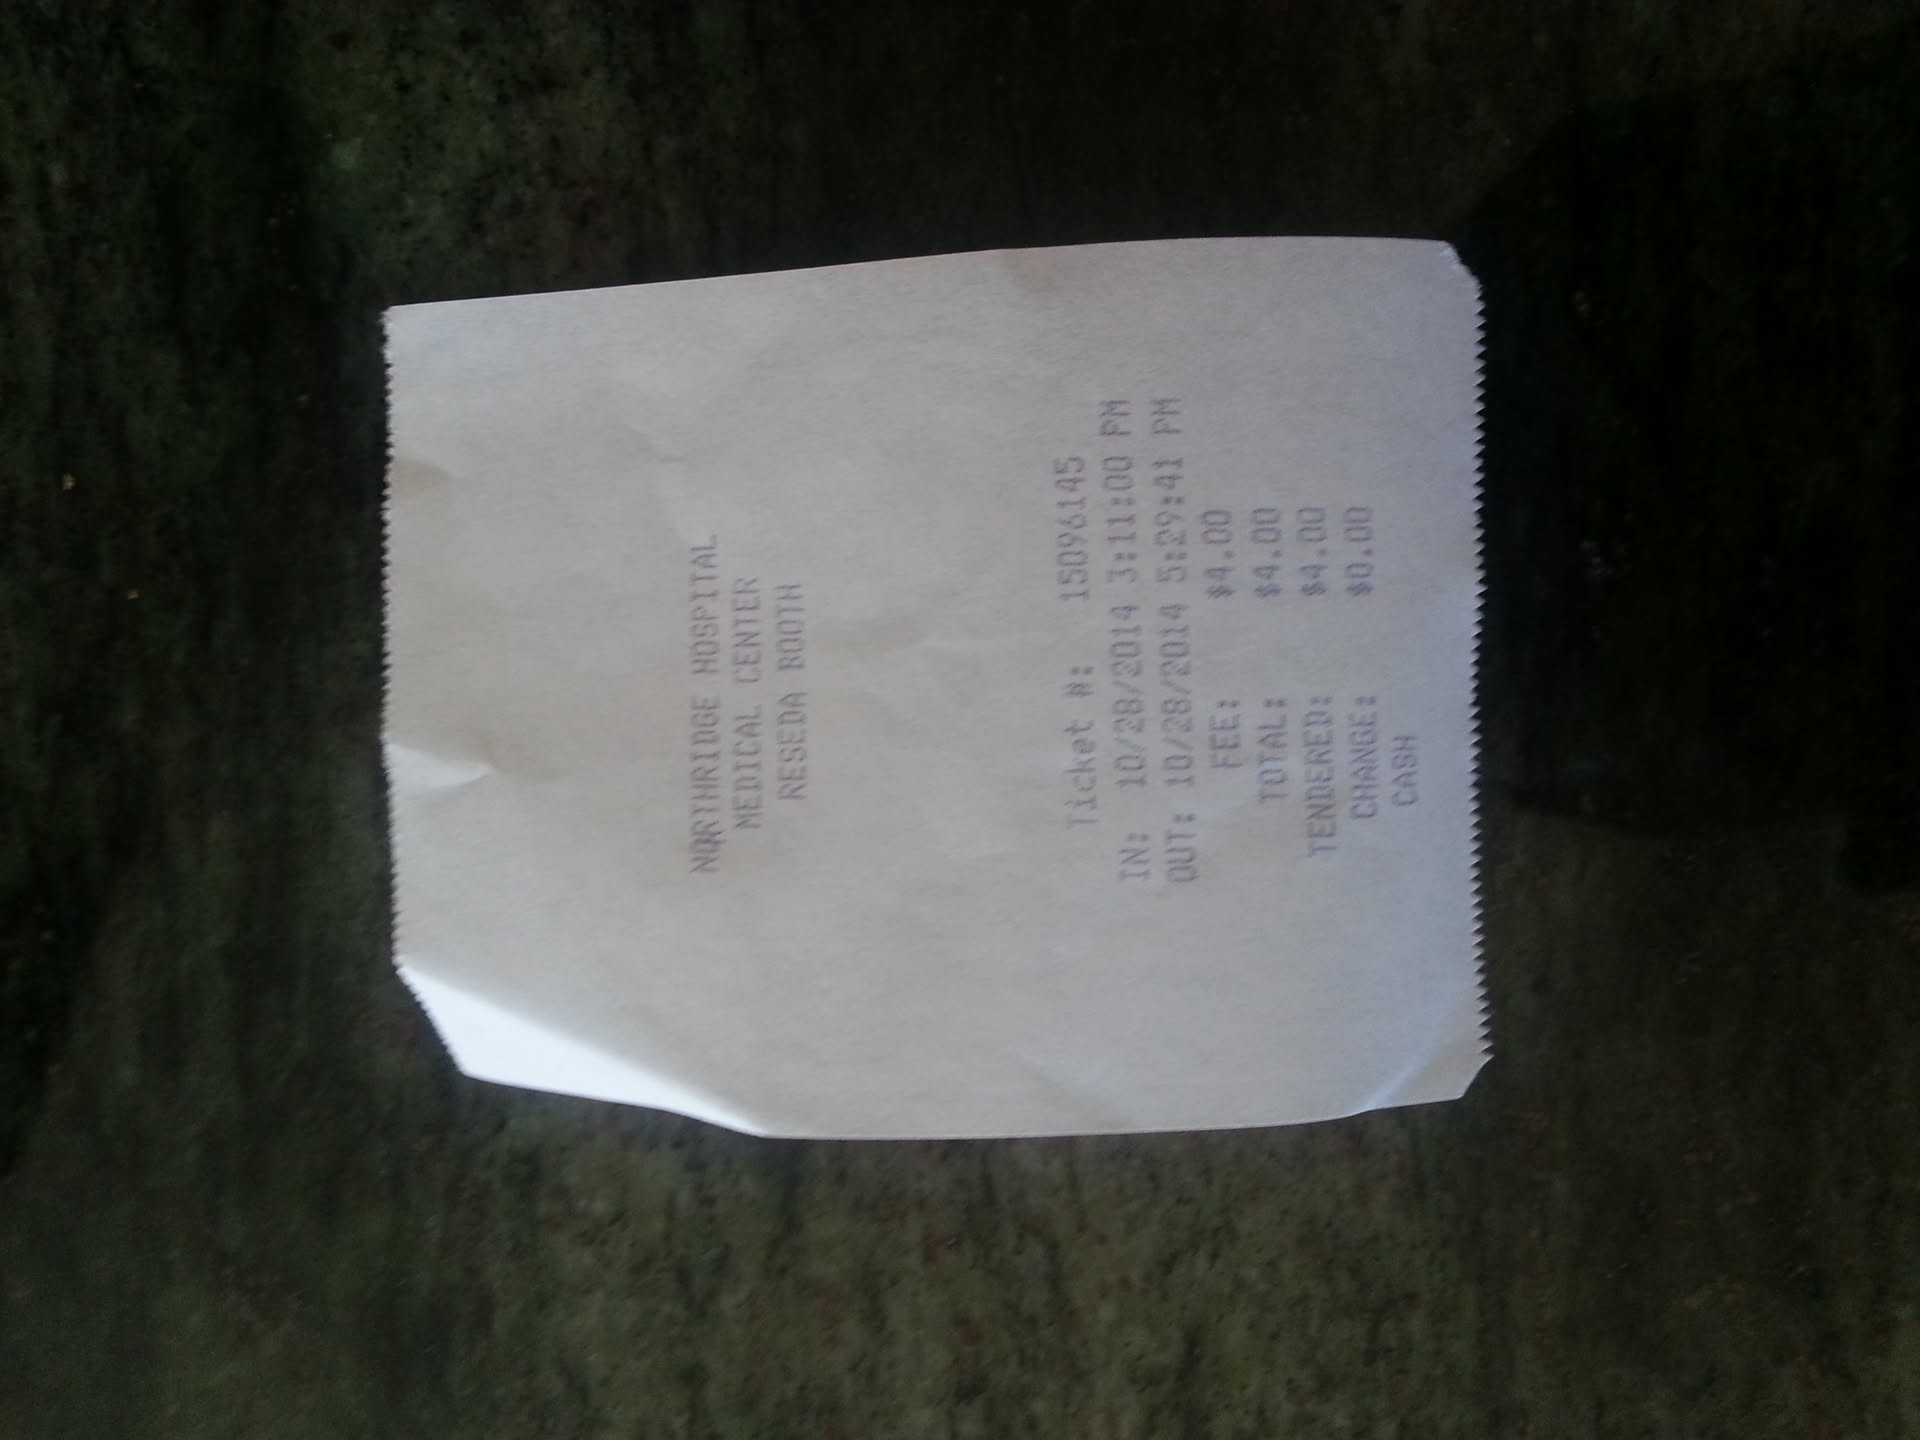 NORTHRIDGE HOSPITAL
MEDICAL CENTER
RESEDA BOOTH
Ticket #: 15096145
IN: 10/28/2014 3:11:00 PM
OUT: 10/28/2014 5:29:41 PM
FEE: $4.00
TOTAL: $4.00
TENDERED: $4.00
CHANGE: $0.00
CASH